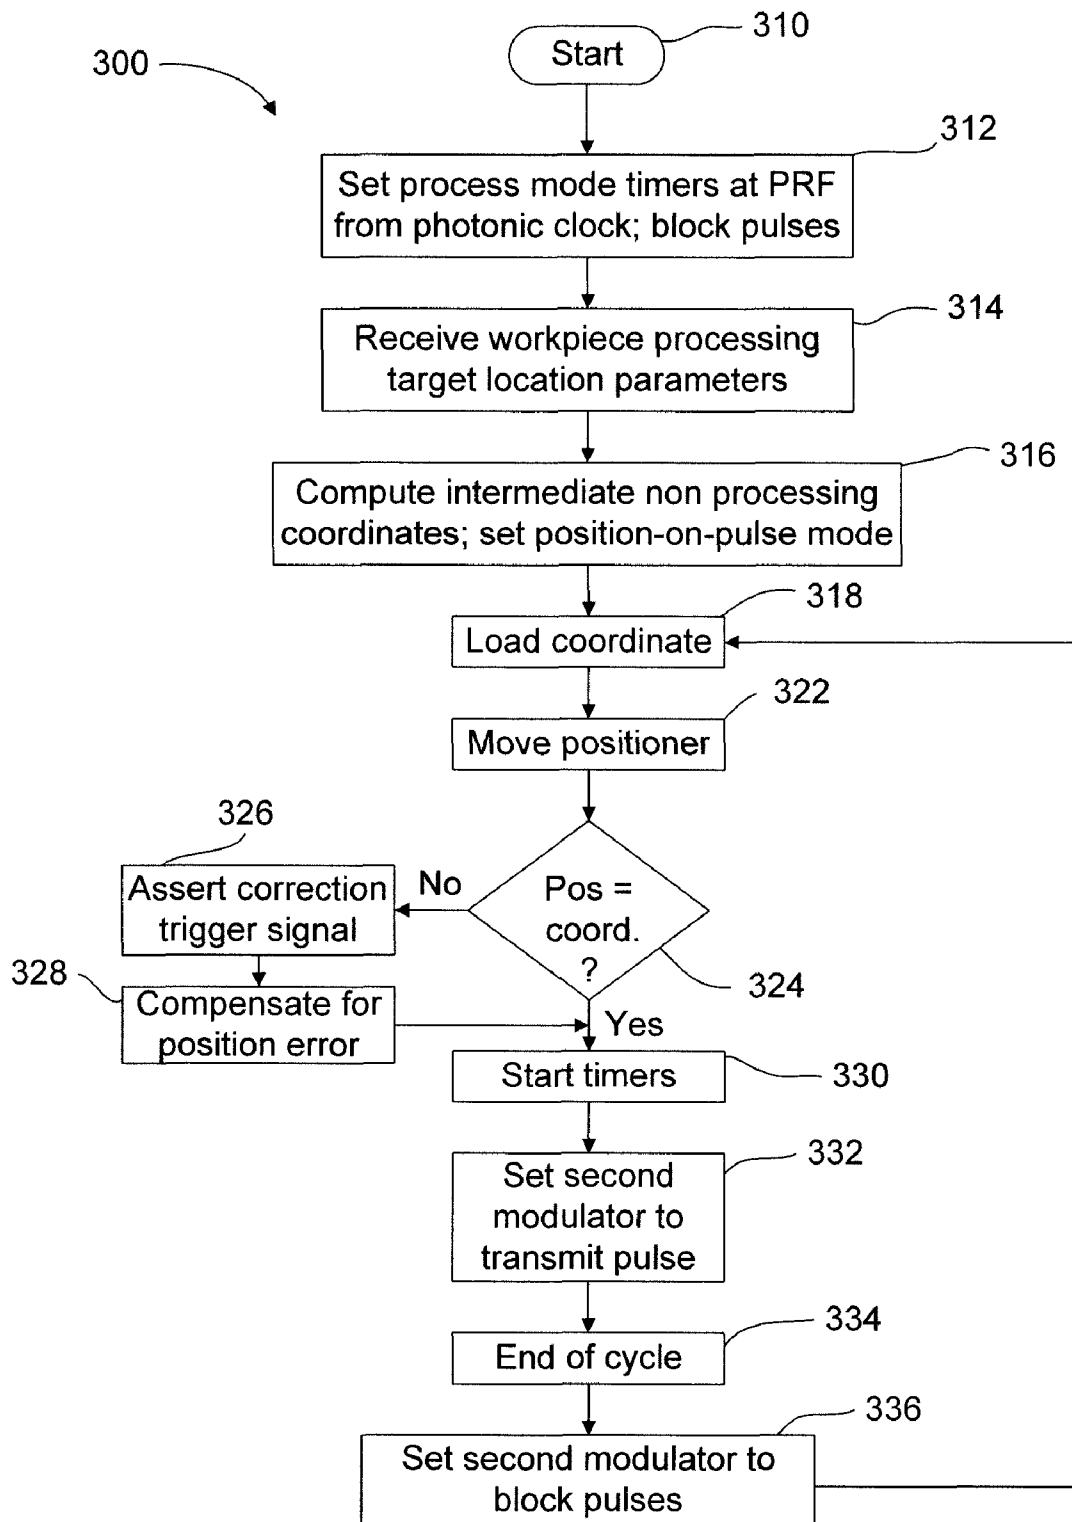 310
Start
300
312
Set process mode timers at PRF
from photonic clock; block pulses
314
Receive workpiece processing
target location parameters
316
Compute intermediate non processing
coordinates; set position-on-pulse mode
318
Load coordinate
322
Move positioner
326
Assert correction
trigger signal
No
Pos =
coord.
?
324
328
Compensate for
position error
Yes
Start timers
330
332
Set second
modulator to
transmit pulse
334
End of cycle
336
Set second modulator to
block pulses